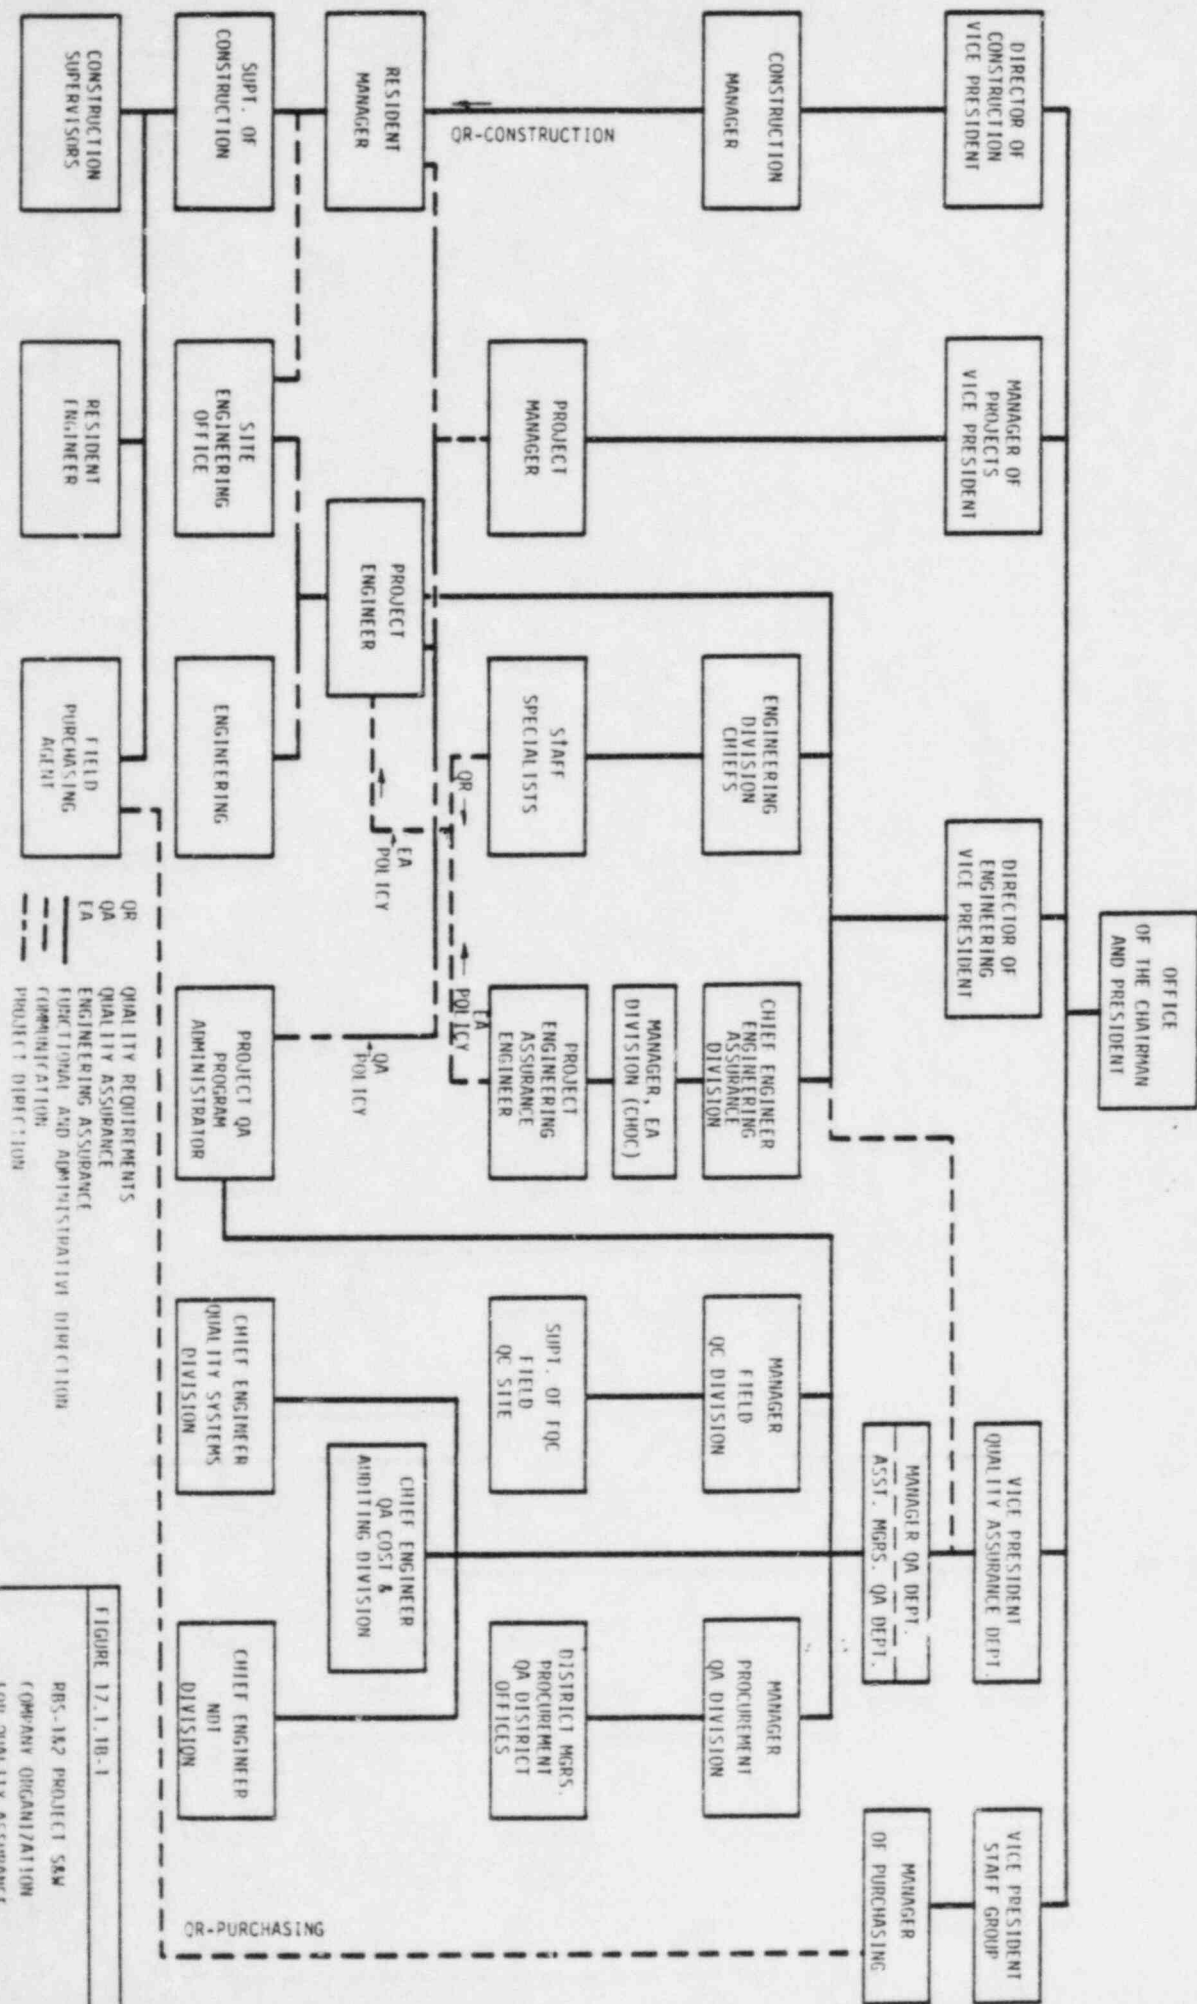 OFFICE
OF THE CHAIRMAN
AND PRESIDENT
DIRECTOR OF
CONSTRUCTION
VICE PRESIDENT
MANAGER OF
PROJECTS
VICE PRESIDENT
DIRECTOR OF
ENGINEERING
VICE PRESIDENT
VICE PRESIDENT
QUALITY ASSURANCE DEPT.
VICE PRESIDENT
STAFF GROUP
MANAGER QA DEPT.
ASST. MGRS. QA DEPT.
MANAGER
OF PURCHASING
CONSTRUCTION
MANAGER
ENGINEERING
DIVISION
CHIEFS
CHIEF ENGINEER
ENGINEERING
ASSURANCE
DIVISION
MANAGER
FIELD
QC DIVISION
MANAGER
PROCUREMENT
QA DIVISION
MANAGER, EA
DIVISION (CHOC)
QR-CONSTRUCTION
PROJECT
MANAGER
STAFF
SPECIALISTS
PROJECT
ENGINEERING
ASSURANCE
ENGINEER
SUPT. OF FQC
FIELD
QC SITE
DISTRICT MGRS.
PROCUREMENT
QA DISTRICT
OFFICES
QR
EA
POLICY
EA
POLICY
QA
POLICY
RESIDENT
MANAGER
PROJECT
ENGINEER
CHIEF ENGINEER
QA COST &
AUDITING DIVISION
SUPT. OF
CONSTRUCTION
SITE
ENGINEERING
OFFICE
ENGINEERING
PROJECT QA
PROGRAM
ADMINISTRATOR
CHIEF ENGINEER
QUALITY SYSTEMS
DIVISION
CHIEF ENGINEER
NDT
DIVISION
QR-PURCHASING
CONSTRUCTION
SUPERVISORS
RESIDENT
ENGINEER
FIELD
PURCHASING
AGENT
QR QUALITY REQUIREMENTS
QA QUALITY ASSURANCE
EA ENGINEERING ASSURANCE
FUNCTIONAL AND ADMINISTRATIVE DIRECTION
COMMUNICATION
PROJECT DIRECTION
FIGURE 17.1.1B-1
RBS-1&2 PROJECT S&W
COMPANY ORGANIZATION
FOR QUALITY ASSURANCE